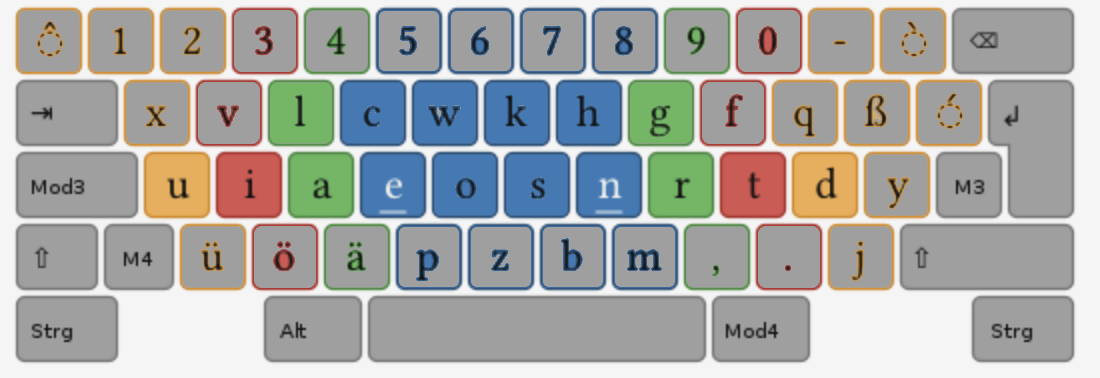 ◌̂ 1 2 3 4 5 6 7 8 9 0 - ◌̀ ⌫
⇥ x v l c w k h g f q ß ◌́ ↲
Mod3 u i a e o s n r t d y M3
⇧ M4 ü ö ä p z b m , . j ⇧
Strg Alt Mod4 Strg